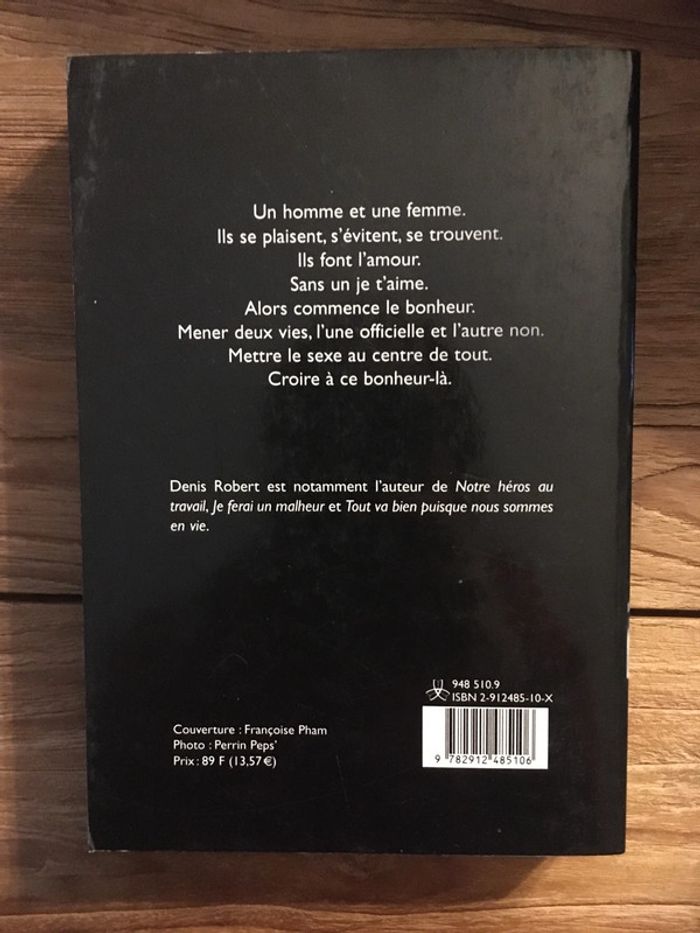 Un homme et une femme.
Ils se plaisent, s'évitent, se trouvent.
Ils font l'amour.
Sans un je t'aime.
Alors commence le bonheur.
Mener deux vies, l'une officielle et l'autre non.
Mettre le sexe au centre de tout.
Croire à ce bonheur-là.
Denis Robert est notamment l'auteur de Notre héros au
travail, Je ferai un malheur et Tout va bien puisque nous sommes
en vie.
948 510.9
ISBN 2-912485-10-X
Couverture : Françoise Pham
Photo : Perrin Peps'
Prix : 89 F (13,57 €)
9 782912 485106